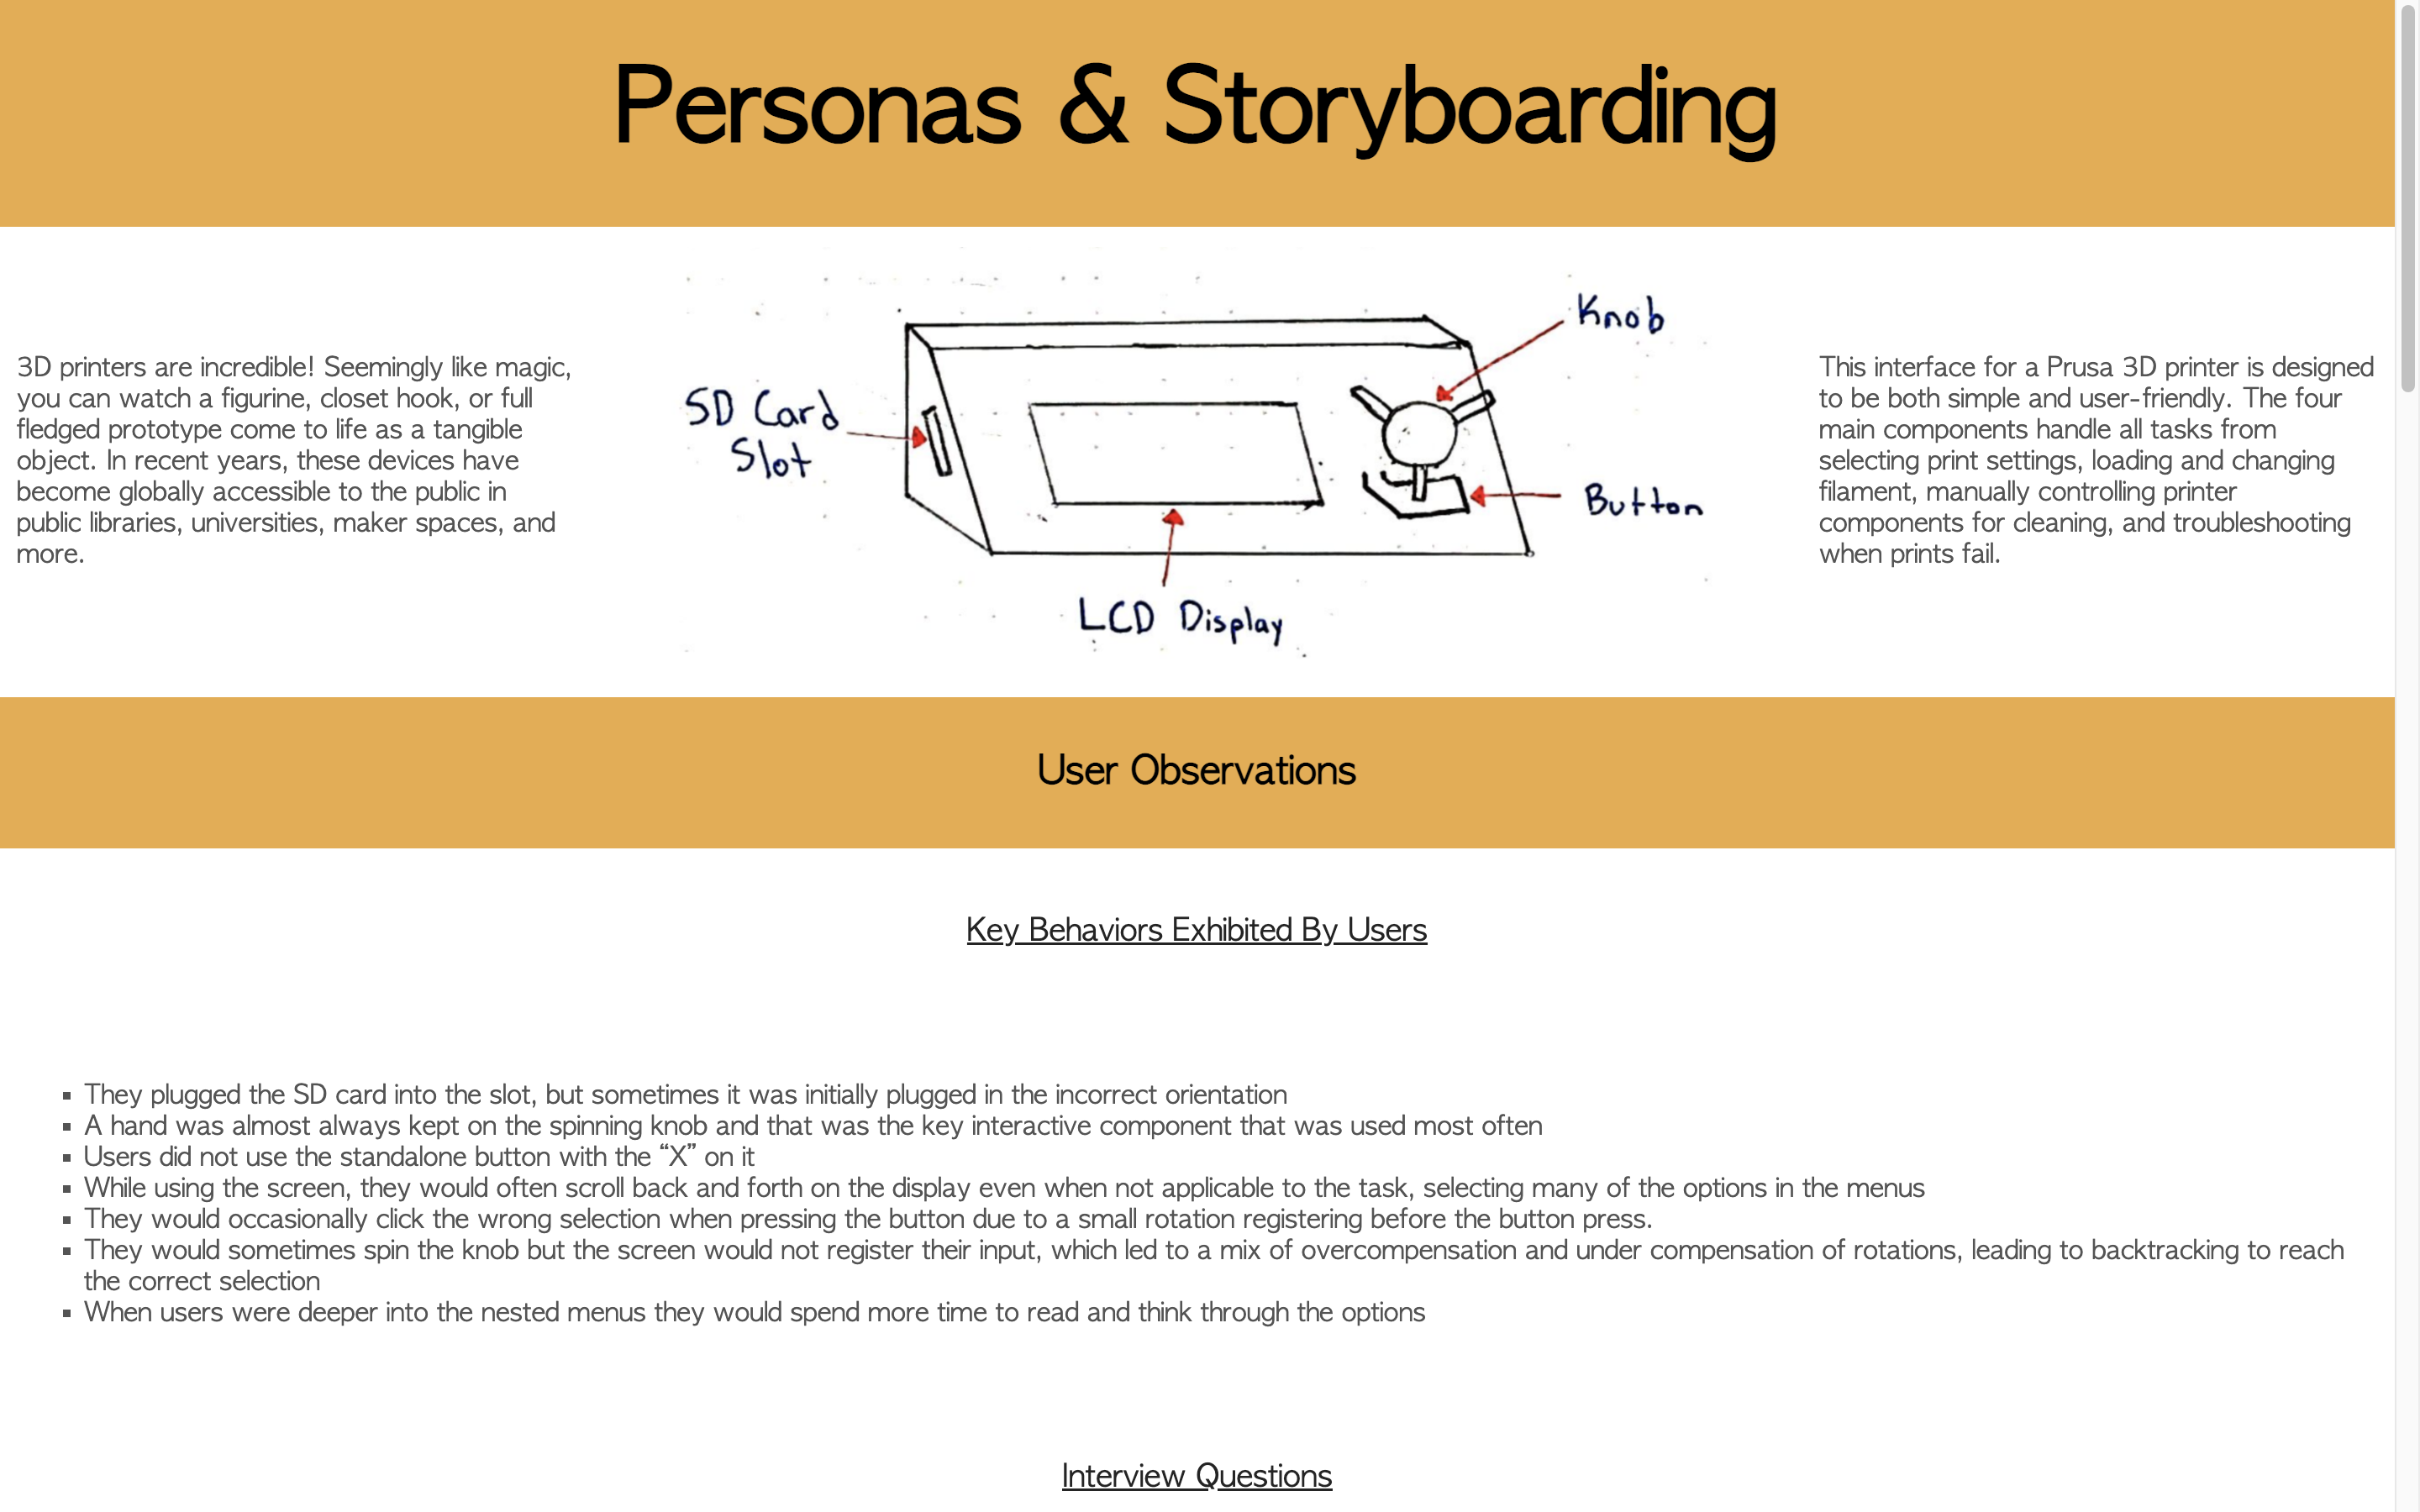 Personas & Storyboarding
3D printers are incredible! Seemingly like magic,
you can watch a figurine, closet hook, or full
fledged prototype come to life as a tangible
object. In recent years, these devices have
become globally accessible to the public in
public libraries, universities, maker spaces, and
more.
Knob
SD Card
Slot
Button
LCD Display
This interface for a Prusa 3D printer is designed
to be both simple and user-friendly. The four
main components handle all tasks from
selecting print settings, loading and changing
filament, manually controlling printer
components for cleaning, and troubleshooting
when prints fail.
User Observations
Key Behaviors Exhibited By Users
▪ They plugged the SD card into the slot, but sometimes it was initially plugged in the incorrect orientation
▪ A hand was almost always kept on the spinning knob and that was the key interactive component that was used most often
▪ Users did not use the standalone button with the “X” on it
▪ While using the screen, they would often scroll back and forth on the display even when not applicable to the task, selecting many of the options in the menus
▪ They would occasionally click the wrong selection when pressing the button due to a small rotation registering before the button press.
▪ They would sometimes spin the knob but the screen would not register their input, which led to a mix of overcompensation and under compensation of rotations, leading to backtracking to reach
the correct selection
▪ When users were deeper into the nested menus they would spend more time to read and think through the options
Interview Questions